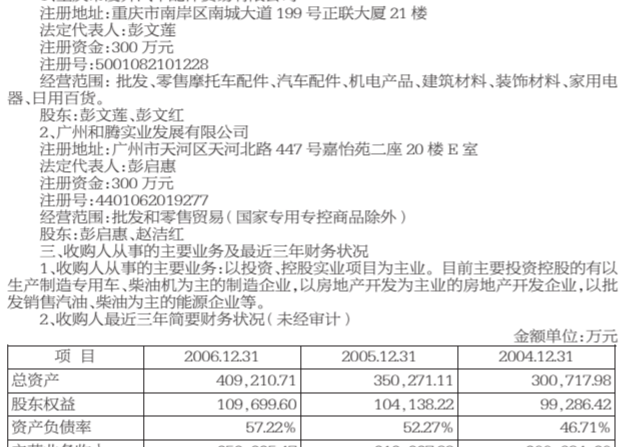 注册地址:重庆市南岸区南城大道 199 号正联大厦 21 楼
法定代表人:彭文莲
注册资金:300 万元
注册号:5001082101228
经营范围: 批发、零售摩托车配件、汽车配件、机电产品、建筑材料、装饰材料、家用电
器、日用百货。
股东:彭文莲、彭文红
2、广州和腾实业发展有限公司
注册地址:广州市天河区天河北路 447 号嘉怡苑二座 20 楼 E 室
法定代表人:彭启惠
注册资金:300 万元
注册号:4401062019277
经营范围:批发和零售贸易(国家专用专控商品除外)
股东:彭启惠、赵洁红
三、收购人从事的主要业务及最近三年财务状况
1、收购人从事的主要业务:以投资、控股实业项目为主业。目前主要投资控股的有以
生产制造专用车、柴油机为主的制造企业,以房地产开发为主业的房地产开发企业,以批
发销售汽油、柴油为主的能源企业等。
2、收购人最近三年简要财务状况(未经审计)
金额单位:万元
项 目 2006.12.31 2005.12.31 2004.12.31
总资产 409,210.71 350,271.11 300,717.98
股东权益 109,699.60 104,138.22 99,286.42
资产负债率 57.22% 52.27% 46.71%